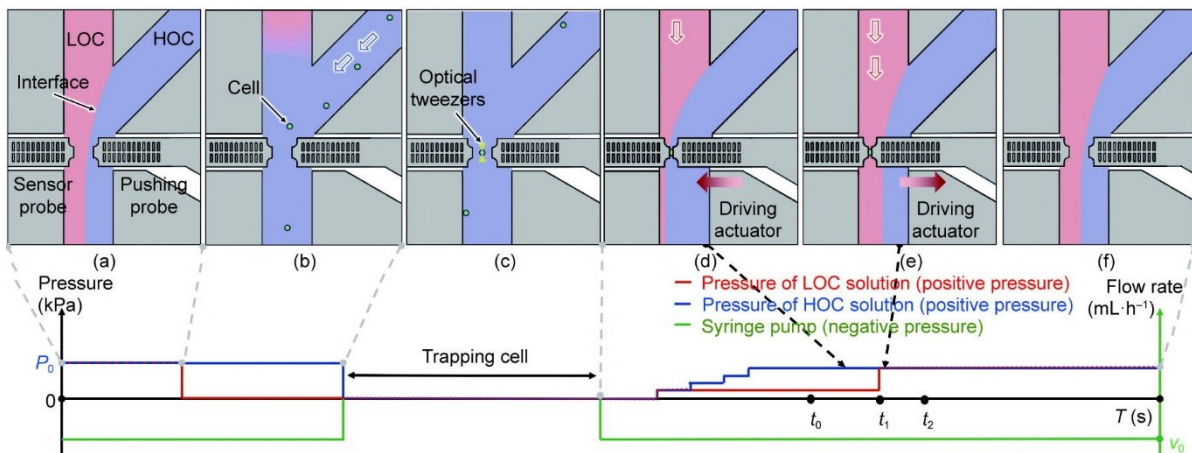 LOC
HOC
Interface
Sensor
probe
Pushing
probe
Cell
Optical
tweezers
Driving
actuator
Driving
actuator
(a)
(b)
(c)
(d)
(e)
(f)
Pressure
(kPa)
Pressure of LOC solution (positive pressure)
Pressure of HOC solution (positive pressure)
Syringe pump (negative pressure)
Flow rate
(mL·h⁻¹)
Trapping cell
P₀
0
t₀
t₁
t₂
T (s)
v₀